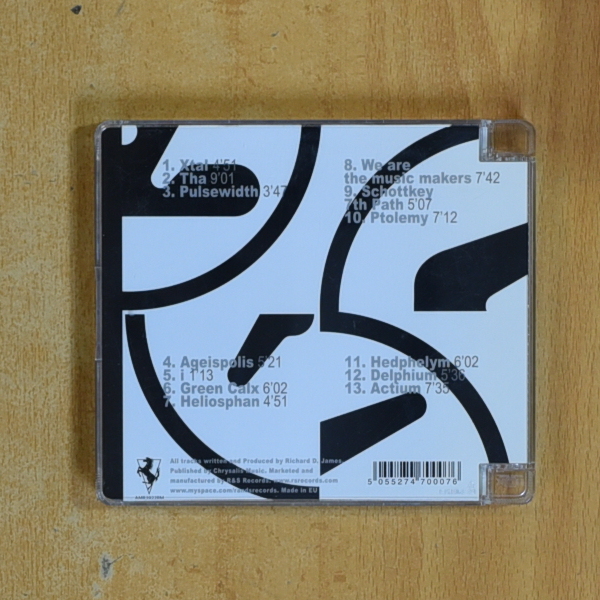 1. Xtal 4'51
2. Tha 9'01
3. Pulsewidth 3'47
4. Ageispolis 5'21
5. i 1'13
6. Green Calx 6'02
7. Heliosphan 4'51
8. We are
the music makers 7'42
9. Schottkey
7th Path 5'07
10. Ptolemy 7'12
11. Hedphelym 6'02
12. Delphium 5'36
13. Actium 7'35
All tracks written and Produced by Richard D. James.
Published by Chrysalis Music. Marketed and
manufactured by R&S Records. www.rsrecords.com.
www.myspace.com/randsrecords. Made in EU
5 055274 700076